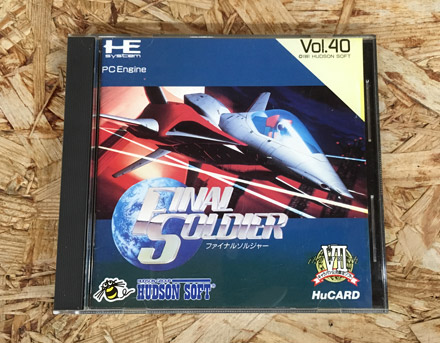 HE
system
PC Engine
Vol.40
©1991 HUDSON SOFT
FINAL
SOLDIER
ファイナルソルジャー
HUDSON SOFT®
VII
HuCARD